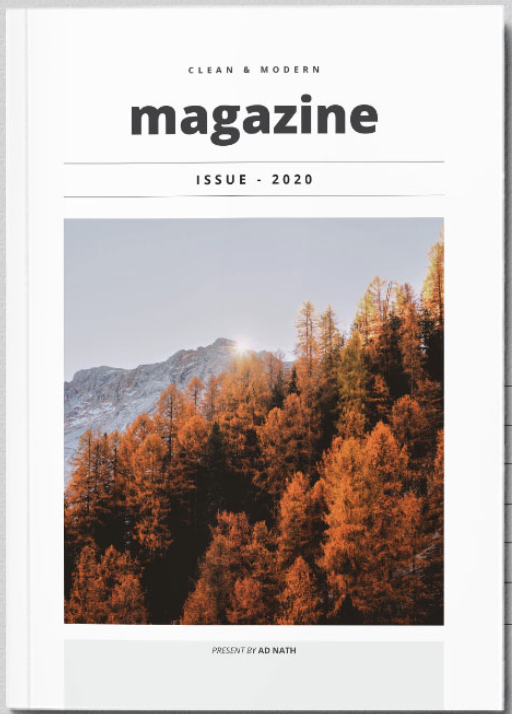 CLEAN & MODERN
magazine
ISSUE - 2020
PRESENT BY AD NATH